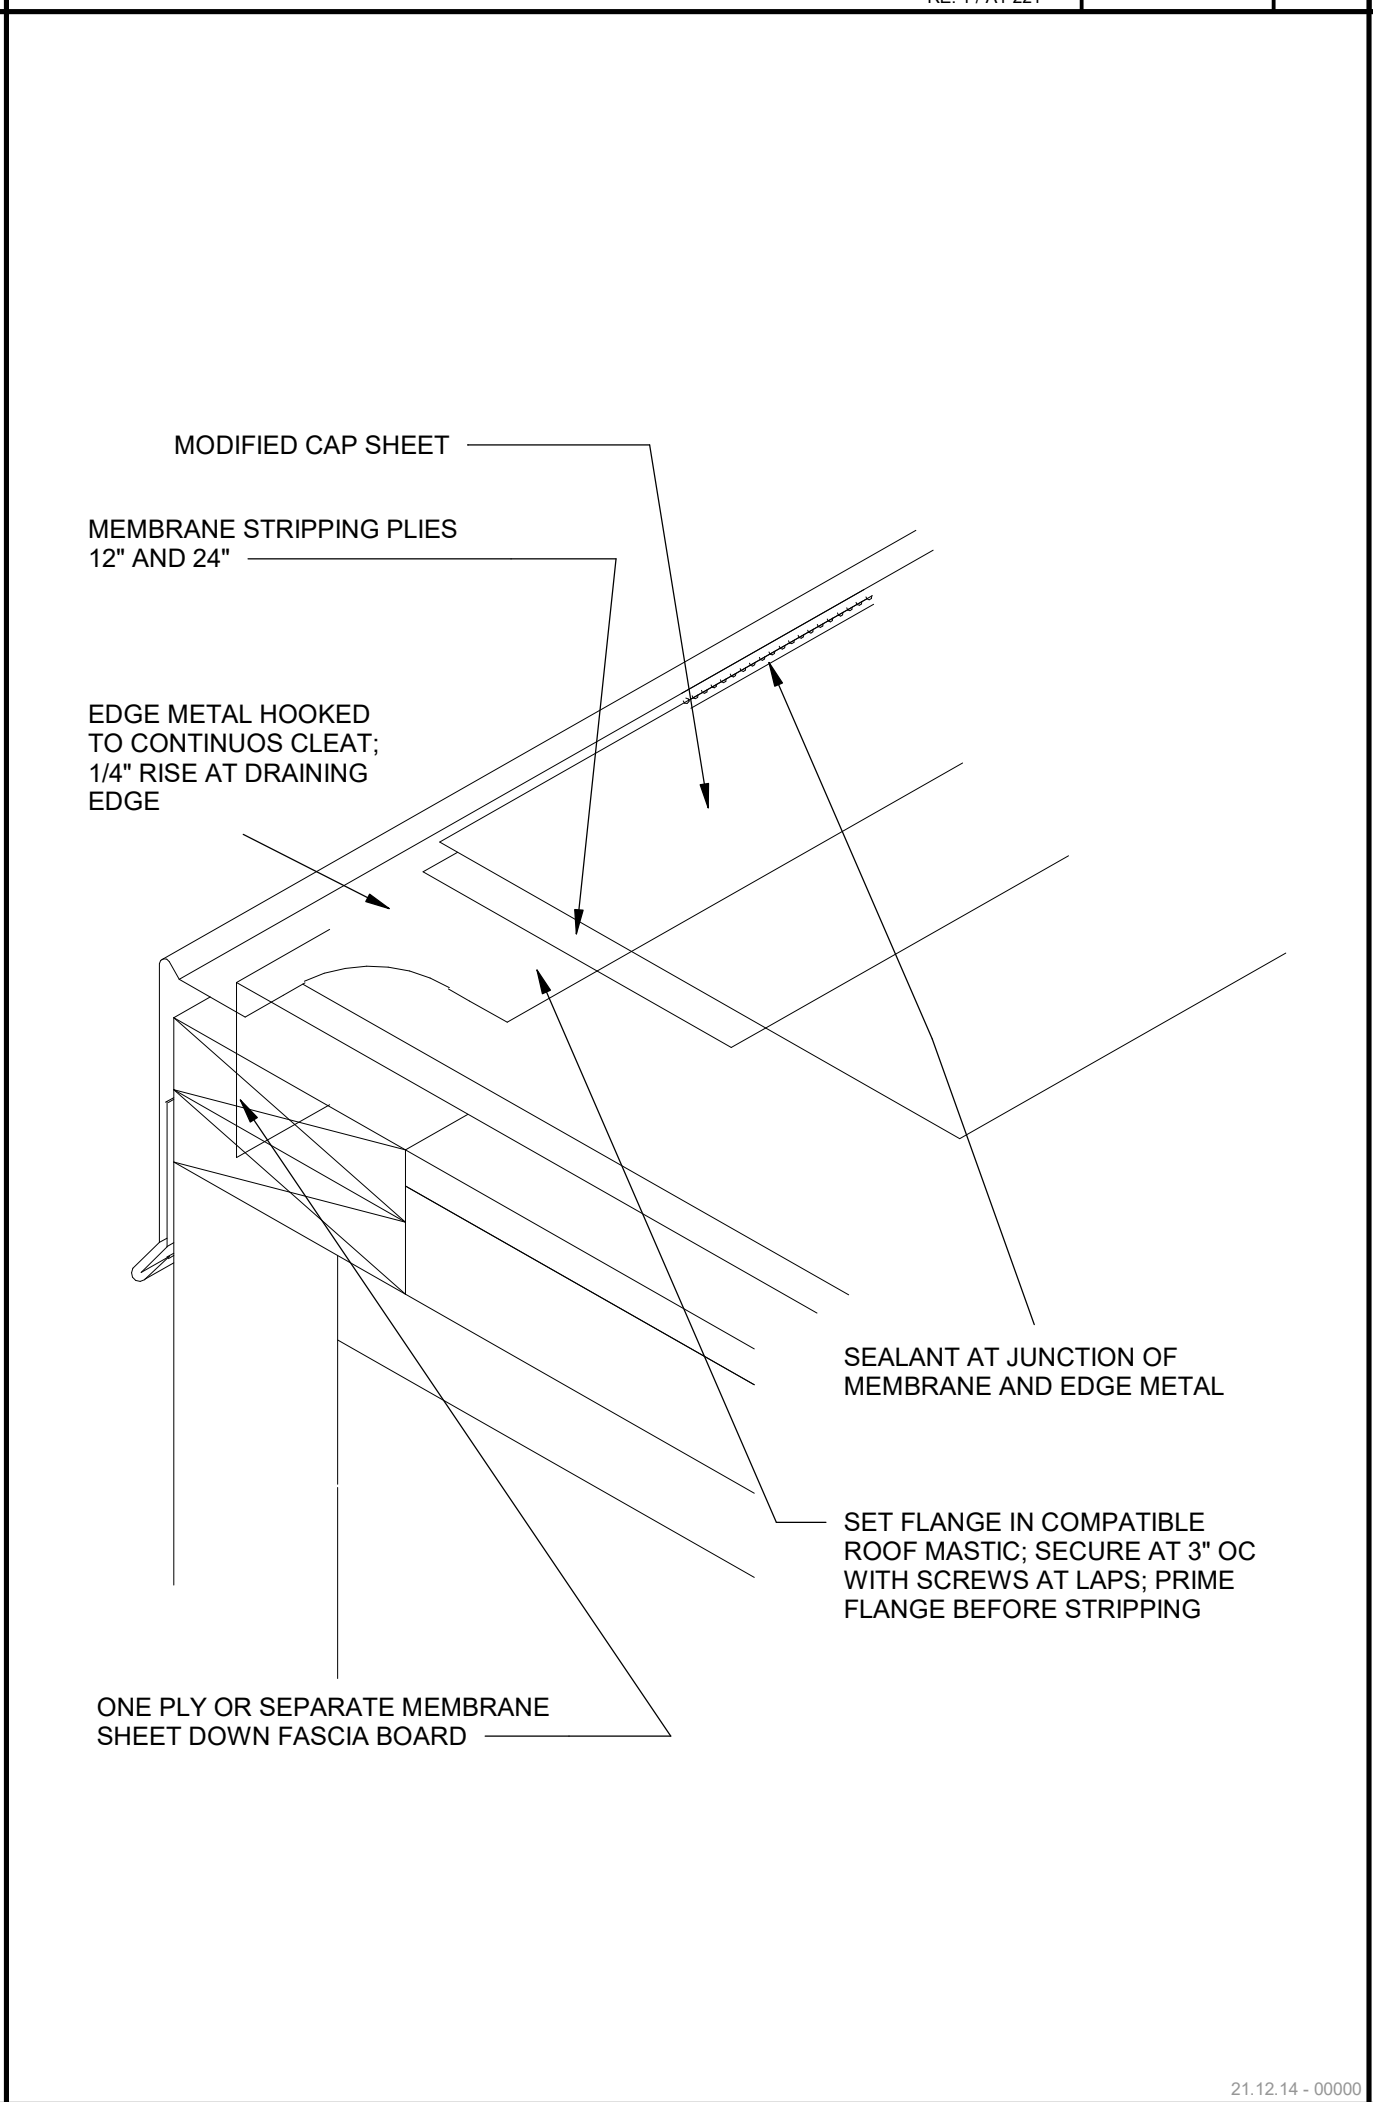 MODIFIED CAP SHEET
MEMBRANE STRIPPING PLIES
12" AND 24"
EDGE METAL HOOKED
TO CONTINUOS CLEAT;
1/4" RISE AT DRAINING
EDGE
SEALANT AT JUNCTION OF
MEMBRANE AND EDGE METAL
SET FLANGE IN COMPATIBLE
ROOF MASTIC; SECURE AT 3" OC
WITH SCREWS AT LAPS; PRIME
FLANGE BEFORE STRIPPING
ONE PLY OR SEPARATE MEMBRANE
SHEET DOWN FASCIA BOARD
21.12.14 - 00000